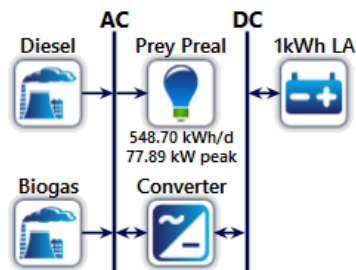 AC DC
Diesel Prey Preal 1kWh LA
548.70 kWh/d
77.89 kW peak
Biogas Converter